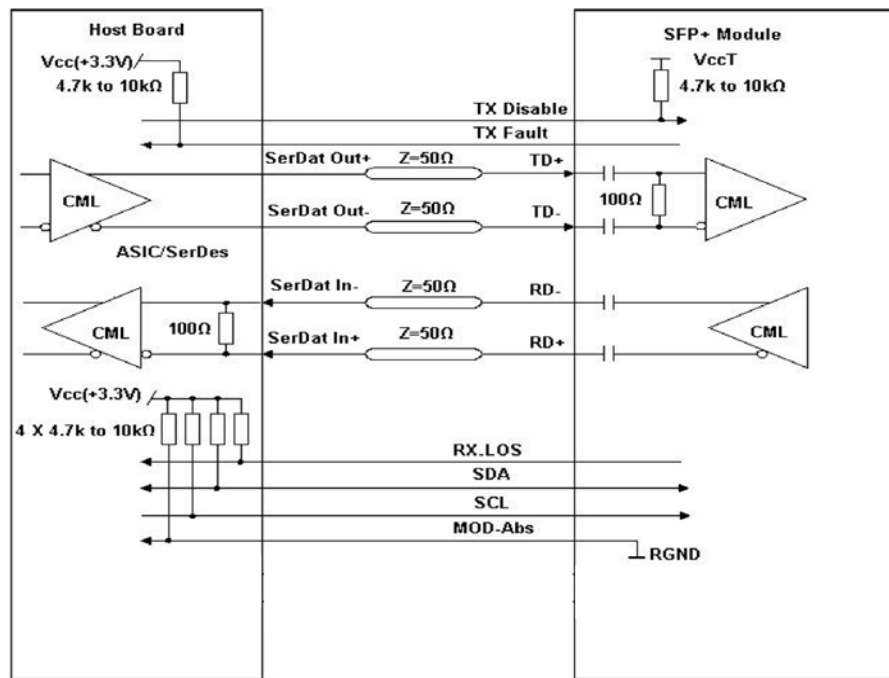 Host Board
SFP+ Module
Vcc(+3.3V)
VccT
4.7k to 10kΩ
4.7k to 10kΩ
TX Disable
TX Fault
SerDat Out+
Z=50Ω
TD+
CML
100Ω
CML
SerDat Out-
Z=50Ω
TD-
ASIC/SerDes
SerDat In-
Z=50Ω
RD-
CML
100Ω
CML
SerDat In+
Z=50Ω
RD+
Vcc(+3.3V)
4 X 4.7k to 10kΩ
RX.LOS
SDA
SCL
MOD-Abs
RGND